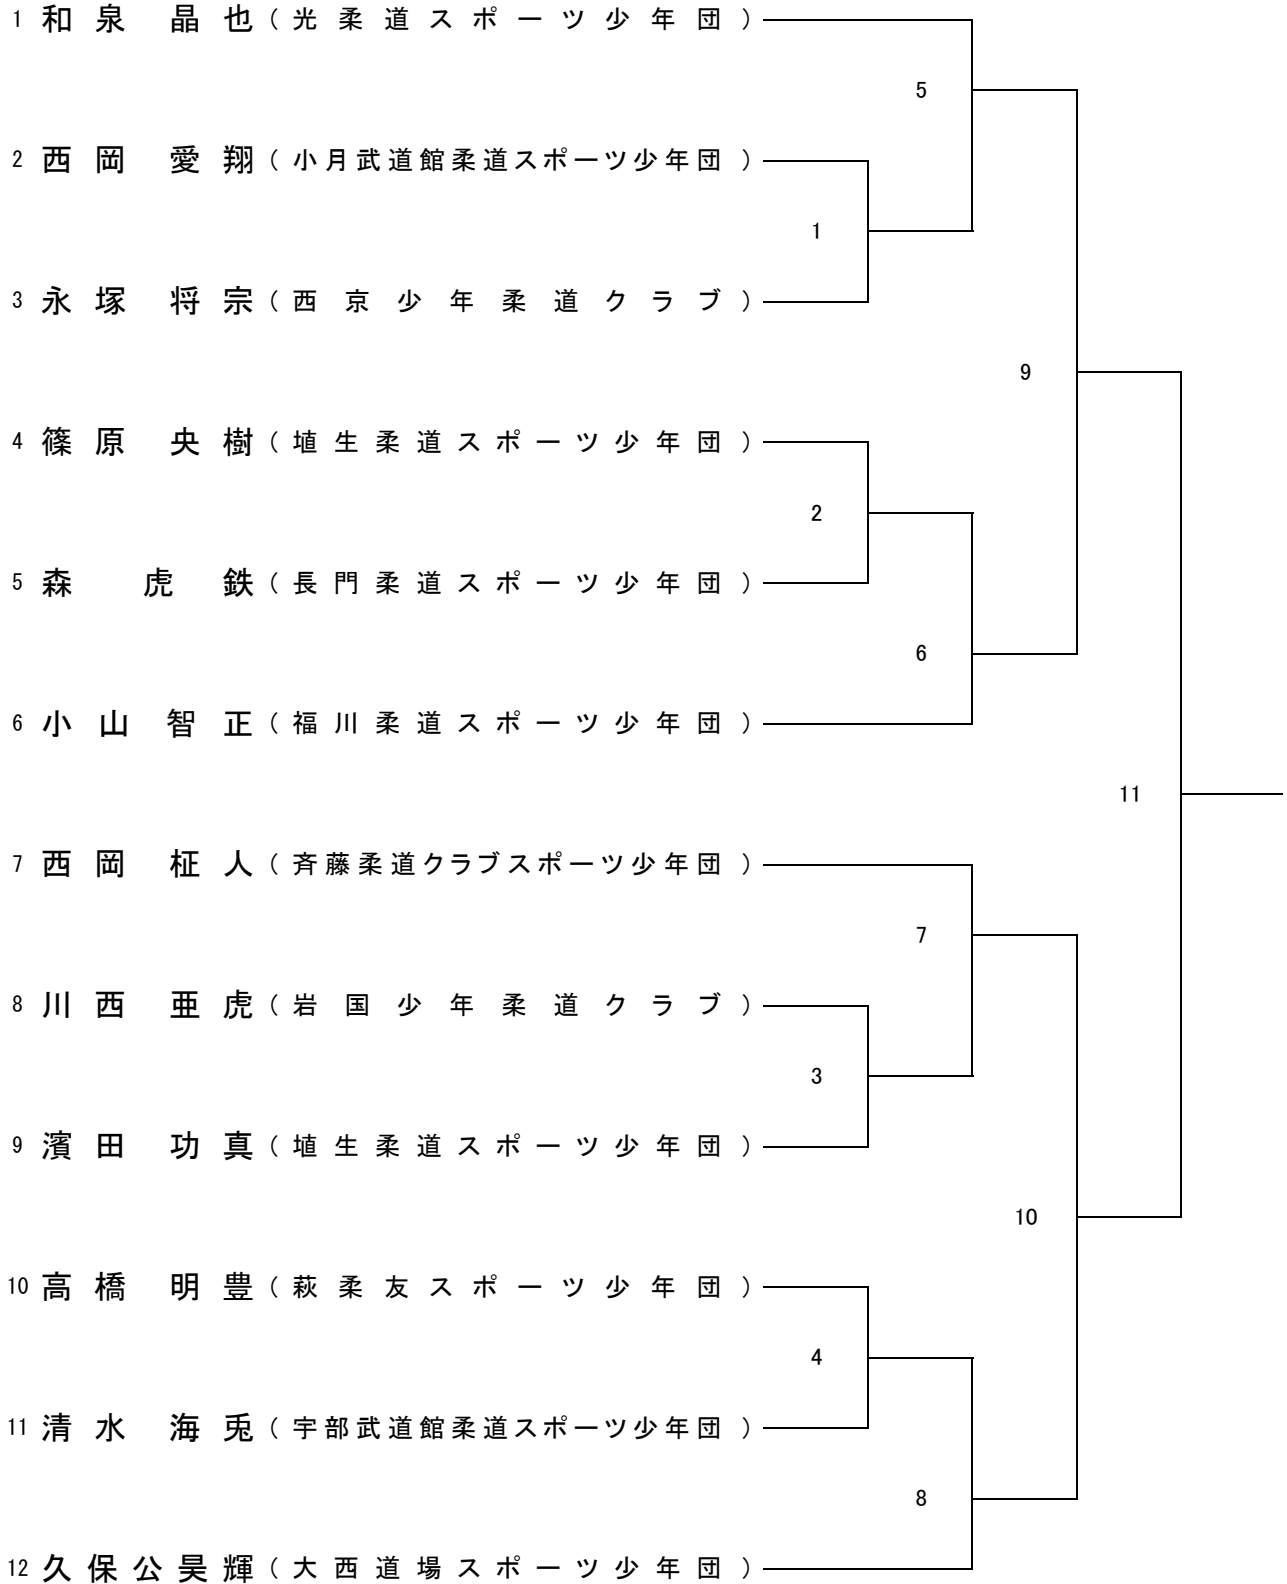 1 和泉 晶也（光柔道スポーツ少年団）
5
2 西岡 愛翔（小月武道館柔道スポーツ少年団）
1
3 永塚 将宗（西京少年柔道クラブ）
9
4 篠原 央樹（埴生柔道スポーツ少年団）
2
5 森 虎鉄（長門柔道スポーツ少年団）
6
6 小山 智正（福川柔道スポーツ少年団）
11
7 西岡 柾人（斉藤柔道クラブスポーツ少年団）
7
8 川西 亜虎（岩国少年柔道クラブ）
3
9 濱田 功真（埴生柔道スポーツ少年団）
10
10 高橋 明豊（萩柔友スポーツ少年団）
4
11 清水 海兎（宇部武道館柔道スポーツ少年団）
8
12 久保公昊輝（大西道場スポーツ少年団）